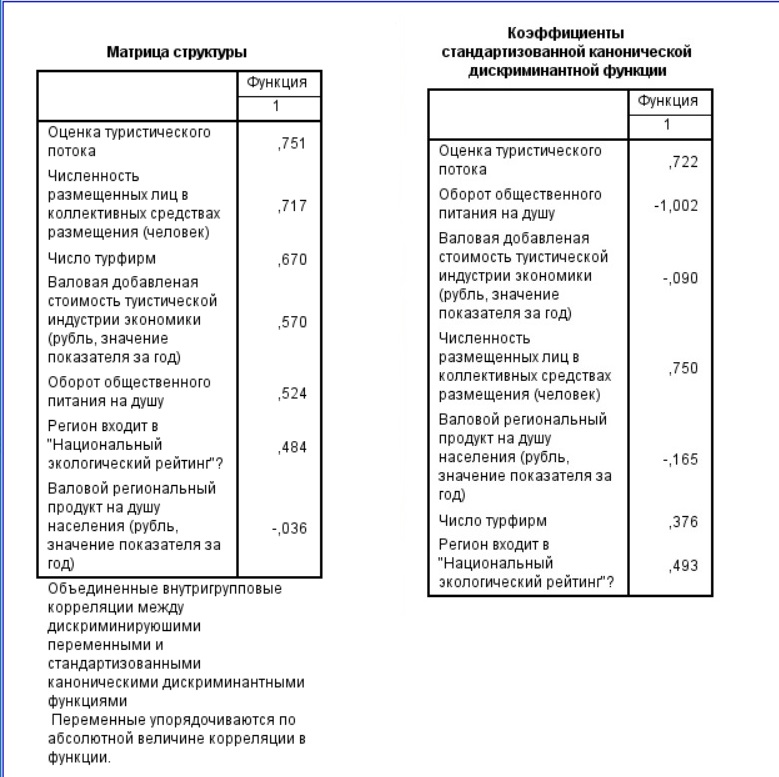 Матрица структуры
Функция
1
Оценка туристического
потока
,751
Численность
размещенных лиц в
коллективных средствах
размещения (человек)
,717
Число турфирм
,670
Валовая добавленая
стоимость туистической
индустрии экономики
(рубль, значение
показателя за год)
,570
Оборот общественного
питания на душу
,524
Регион входит в
"Национальный
экологический рейтинг"?
,484
Валовой региональный
продукт на душу
населения (рубль,
значение показателя за
год)
-,036
Объединенные внутригрупповые
корреляции между
дискриминируюшими
переменными и
стандартизованными
каноническими дискриминантными
функциями
Переменные упорядочиваются по
абсолютной величине корреляции в
функции.
Коэффициенты
стандартизованной канонической
дискриминантной функции
Функция
1
Оценка туристического
потока
,722
Оборот общественного
питания на душу
-1,002
Валовая добавленая
стоимость туистической
индустрии экономики
(рубль, значение
показателя за год)
-,090
Численность
размещенных лиц в
коллективных средствах
размещения (человек)
,750
Валовой региональный
продукт на душу
населения (рубль,
значение показателя за
год)
-,165
Число турфирм
,376
Регион входит в
"Национальный
экологический рейтинг"?
,493